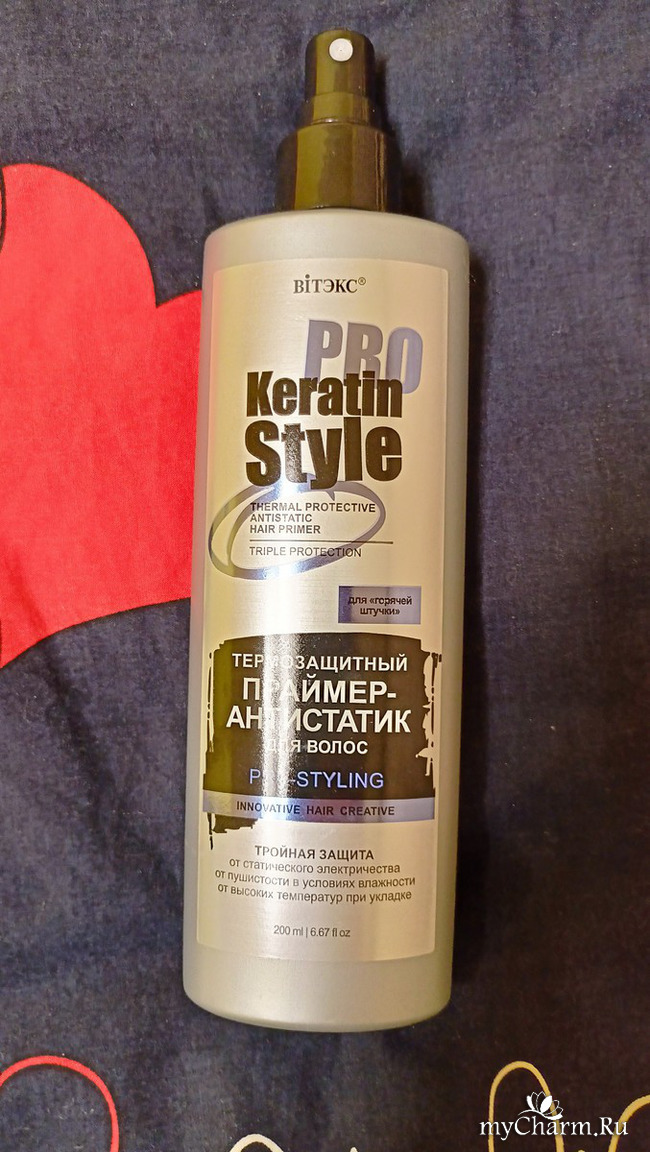 ВІТЭКС®
PRO
Keratin
Style
THERMAL PROTECTIVE
ANTISTATIC
HAIR PRIMER
TRIPLE PROTECTION
для «горячей
штучки»
ТЕРМОЗАЩИТНЫЙ
ПРАЙМЕР-
АНТИСТАТИК
ДЛЯ ВОЛОС
PRO-STYLING
INNOVATIVE HAIR CREATIVE
ТРОЙНАЯ ЗАЩИТА
от статического электричества
от пушистости в условиях влажности
от высоких температур при укладке
200 ml | 6.67 fl oz
myCharm.Ru